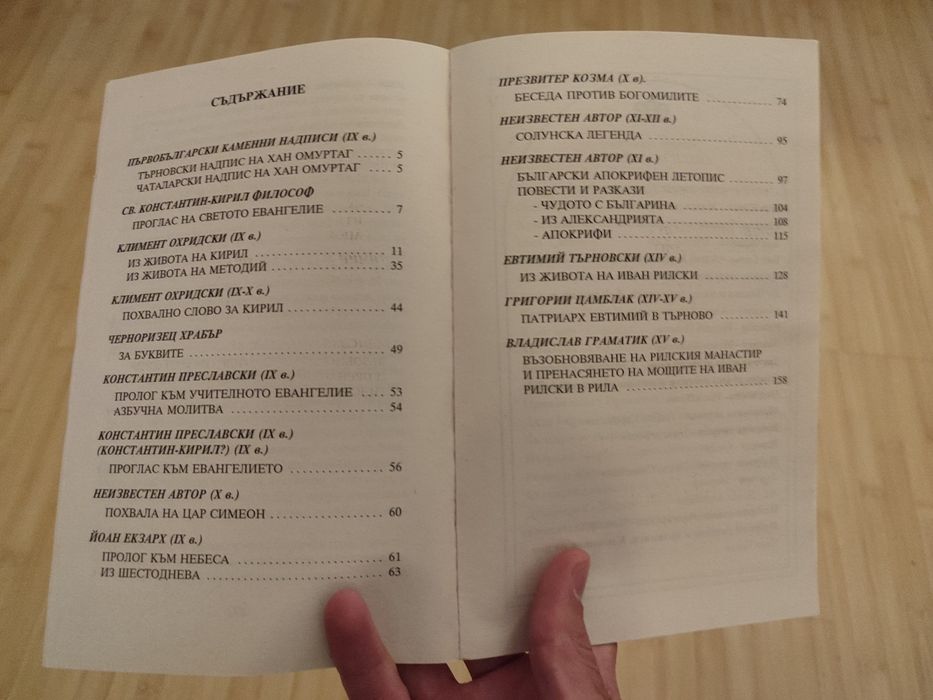 СЪДЪРЖАНИЕ
ПЪРВОБЪЛГАРСКИ КАМЕННИ НАДПИСИ (IX в.)
ТЪРНОВСКИ НАДПИС НА ХАН ОМУРТАГ ...... 5
ЧАТАЛАРСКИ НАДПИС НА ХАН ОМУРТАГ .... 5
СВ. КОНСТАНТИН-КИРИЛ ФИЛОСОФ
ПРОГЛАС НА СВЕТОТО ЕВАНГЕЛИЕ ......... 7
КЛИМЕНТ ОХРИДСКИ (IX в.)
ИЗ ЖИВОТА НА КИРИЛ ...................... 11
ИЗ ЖИВОТА НА МЕТОДИЙ ................... 35
КЛИМЕНТ ОХРИДСКИ (IX-X в.)
ПОХВАЛНО СЛОВО ЗА КИРИЛ ................ 44
ЧЕРНОРИЗЕЦ ХРАБЪР
ЗА БУКВИТЕ ............................... 49
КОНСТАНТИН ПРЕСЛАВСКИ (IX в.)
ПРОЛОГ КЪМ УЧИТЕЛНОТО ЕВАНГЕЛИЕ .... 53
АЗБУЧНА МОЛИТВА ......................... 54
КОНСТАНТИН ПРЕСЛАВСКИ (IX в.)
(КОНСТАНТИН-КИРИЛ?) (IX в.)
ПРОГЛАС КЪМ ЕВАНГЕЛИЕТО ............... 56
НЕИЗВЕСТЕН АВТОР (X в.)
ПОХВАЛА НА ЦАР СИМЕОН .................. 60
ЙОАН ЕКЗАРХ (IX в.)
ПРОЛОГ КЪМ НЕБЕСА ....................... 61
ИЗ ШЕСТОДНЕВА ........................... 63
ПРЕЗВИТЕР КОЗМА (X в).
БЕСЕДА ПРОТИВ БОГОМИЛИТЕ ............... 74
НЕИЗВЕСТЕН АВТОР (XI-XII в.)
СОЛУНСКА ЛЕГЕНДА ........................ 95
НЕИЗВЕСТЕН АВТОР (XI в.)
БЪЛГАРСКИ АПОКРИФЕН ЛЕТОПИС ........... 97
ПОВЕСТИ И РАЗКАЗИ
- ЧУДОТО С БЪЛГАРИНА .................... 104
- ИЗ АЛЕКСАНДРИЯТА ...................... 108
- АПОКРИФИ .............................. 115
ЕВТИМИЙ ТЪРНОВСКИ (XIV в.)
ИЗ ЖИВОТА НА ИВАН РИЛСКИ ............... 128
ГРИГОРИИ ЦАМБЛАК (XIV-XV в.)
ПАТРИАРХ ЕВТИМИЙ В ТЪРНОВО ............. 141
ВЛАДИСЛАВ ГРАМАТИК (XV в.)
ВЪЗОБНОВЯВАНЕ НА РИЛСКИЯ МАНАСТИР
И ПРЕНАСЯНЕТО НА МОЩИТЕ НА ИВАН
РИЛСКИ В РИЛА ........................... 158